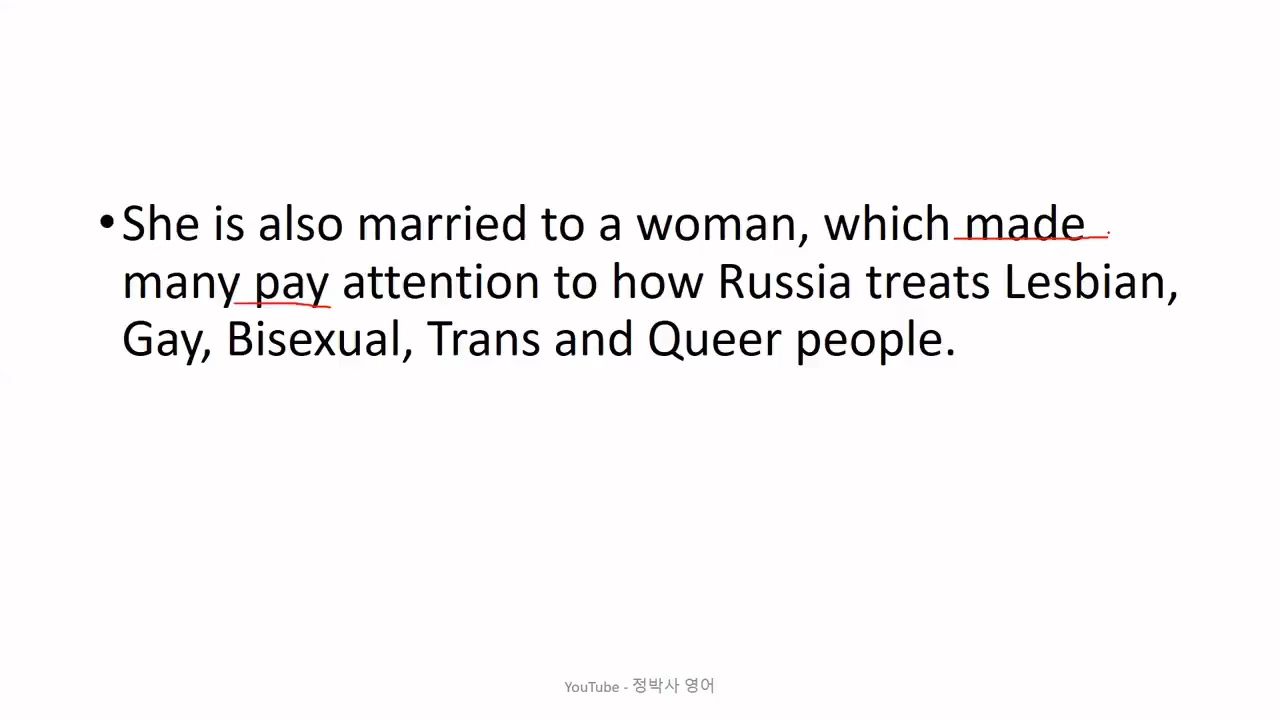 •She is also married to a woman, which made
many pay attention to how Russia treats Lesbian,
Gay, Bisexual, Trans and Queer people.
YouTube - 정박사 영어